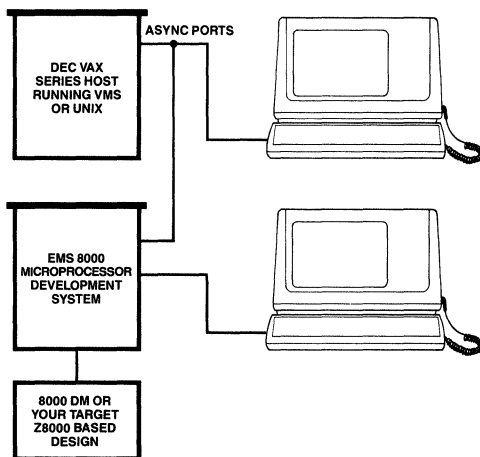 ASYNC PORTS
DEC VAX
SERIES HOST
RUNNING VMS
OR UNIX
EMS 8000
MICROPROCESSOR
DEVELOPMENT
SYSTEM
8000 DM OR
YOUR TARGET
Z8000 BASED
DESIGN